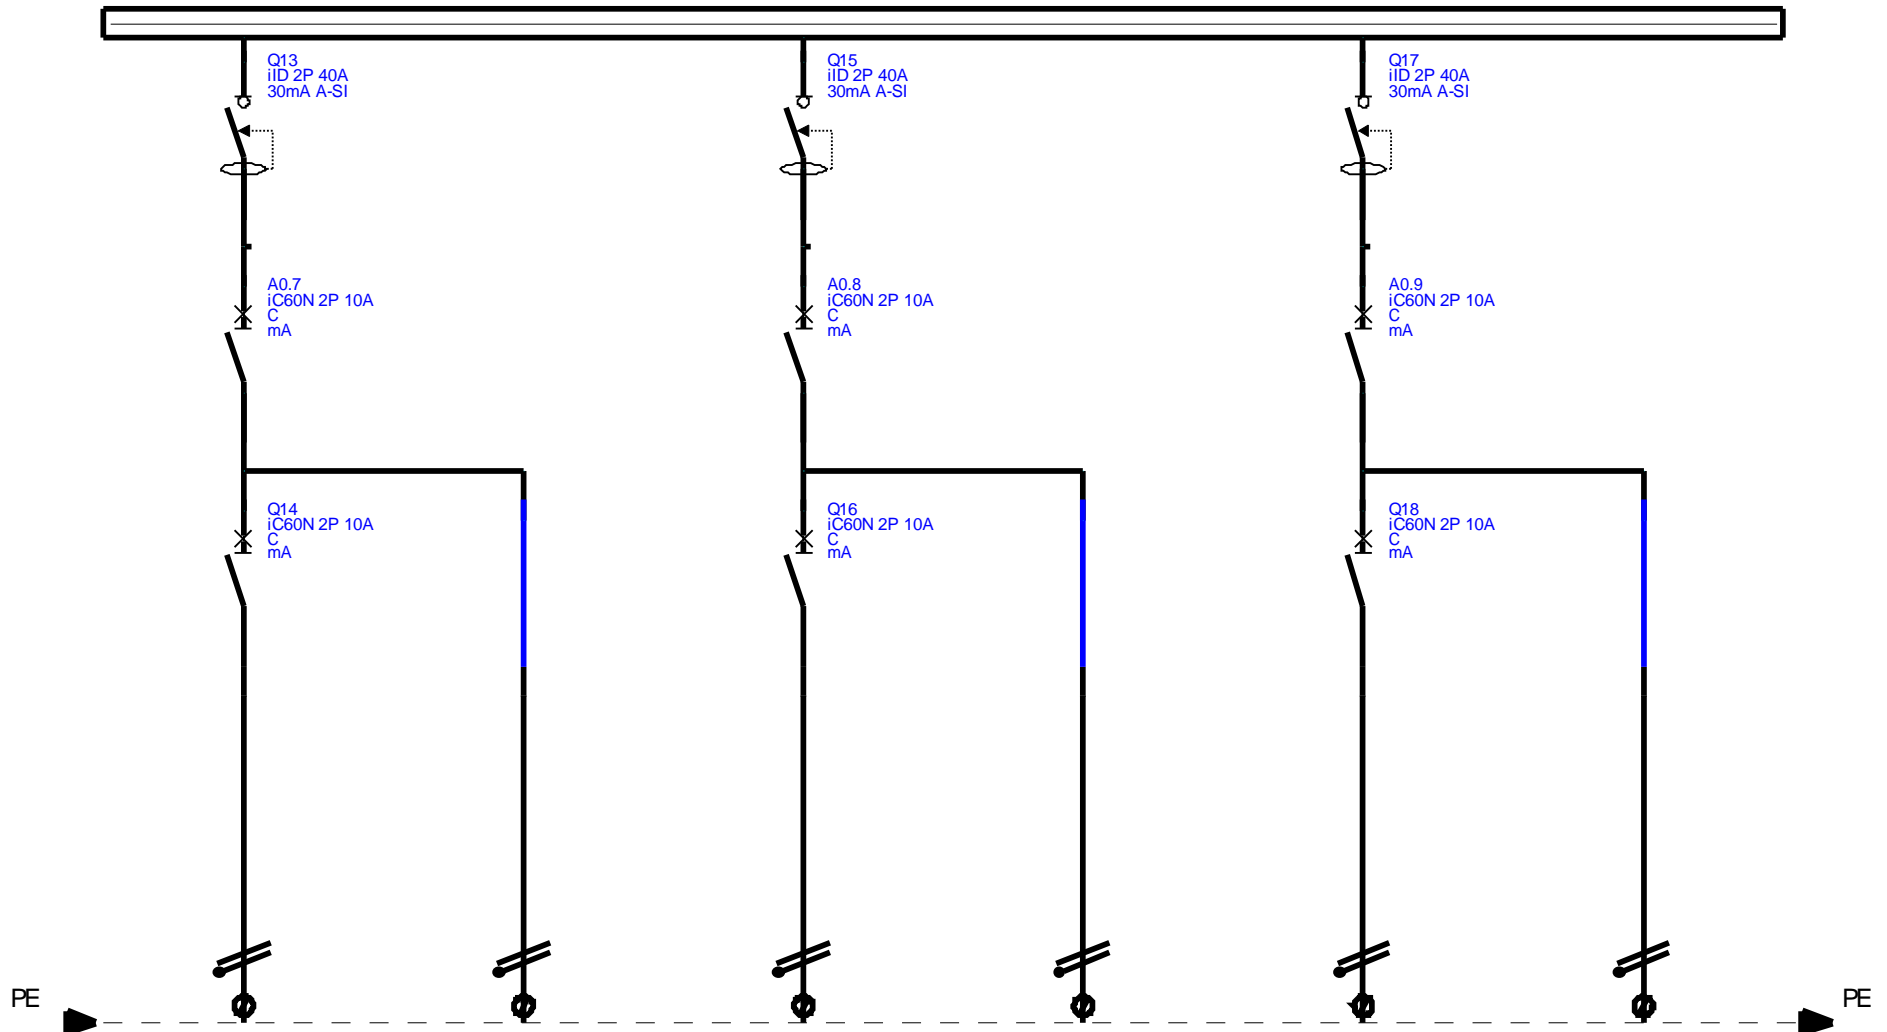 Q13
iID 2P 40A
30mA A-SI
Q15
iID 2P 40A
30mA A-SI
Q17
iID 2P 40A
30mA A-SI
A0.7
iC60N 2P 10A
C
mA
A0.8
iC60N 2P 10A
C
mA
A0.9
iC60N 2P 10A
C
mA
Q14
iC60N 2P 10A
C
mA
Q16
iC60N 2P 10A
C
mA
Q18
iC60N 2P 10A
C
mA
PE
PE